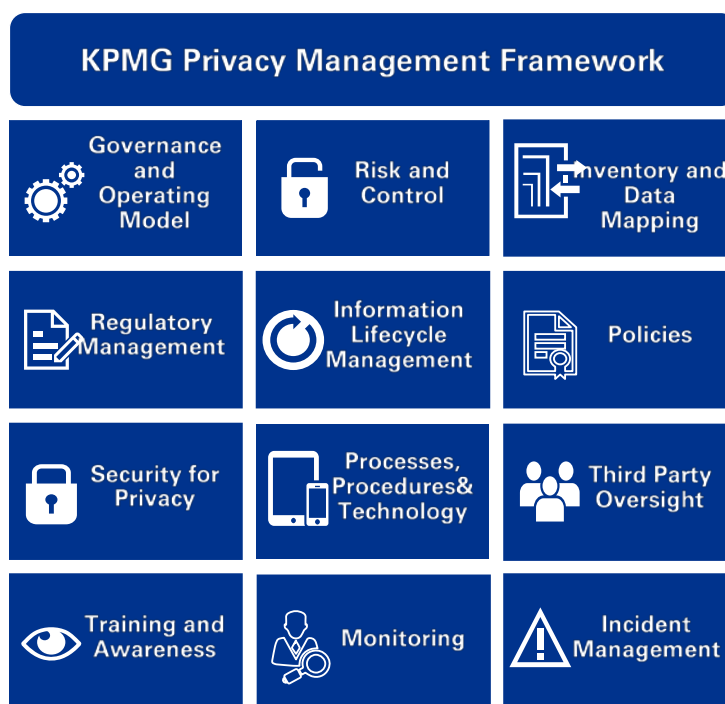 KPMG Privacy Management Framework
Governance
and
Operating
Model
Risk and
Control
Inventory and
Data
Mapping
Regulatory
Management
Information
Lifecycle
Management
Policies
Security for
Privacy
Processes,
Procedures&
Technology
Third Party
Oversight
Training and
Awareness
Monitoring
Incident
Management